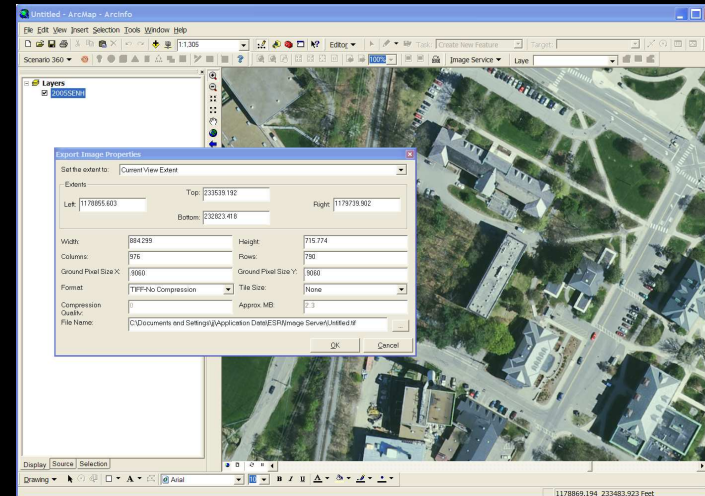 Untitled - ArcMap - ArcInfo
File Edit View Insert Selection Tools Window Help
1:1,305 Editor Task: Create New Feature Target:
Scenario 360 100% Image Service Laye
Layers
2005SENH
Export Image Properties
Set the extent to: Current View Extent
Extents
Top: 233539.192
Left: 1178855.603 Right: 1179739.902
Bottom: 232823.418
Width: 884.299 Height: 715.774
Columns: 976 Rows: 790
Ground Pixel Size X: .9060 Ground Pixel Size Y: .9060
Format: TIFF-No Compression Tile Size: None
Compression Quality: 0 Approx. MB: 2.3
File Name: C:\Documents and Settings\jj\Application Data\ESRI\Image Server\Untitled.tif ...
OK Cancel
Display Source Selection
Drawing A Arial 10 B I U A
1178869.194 233483.923 Feet